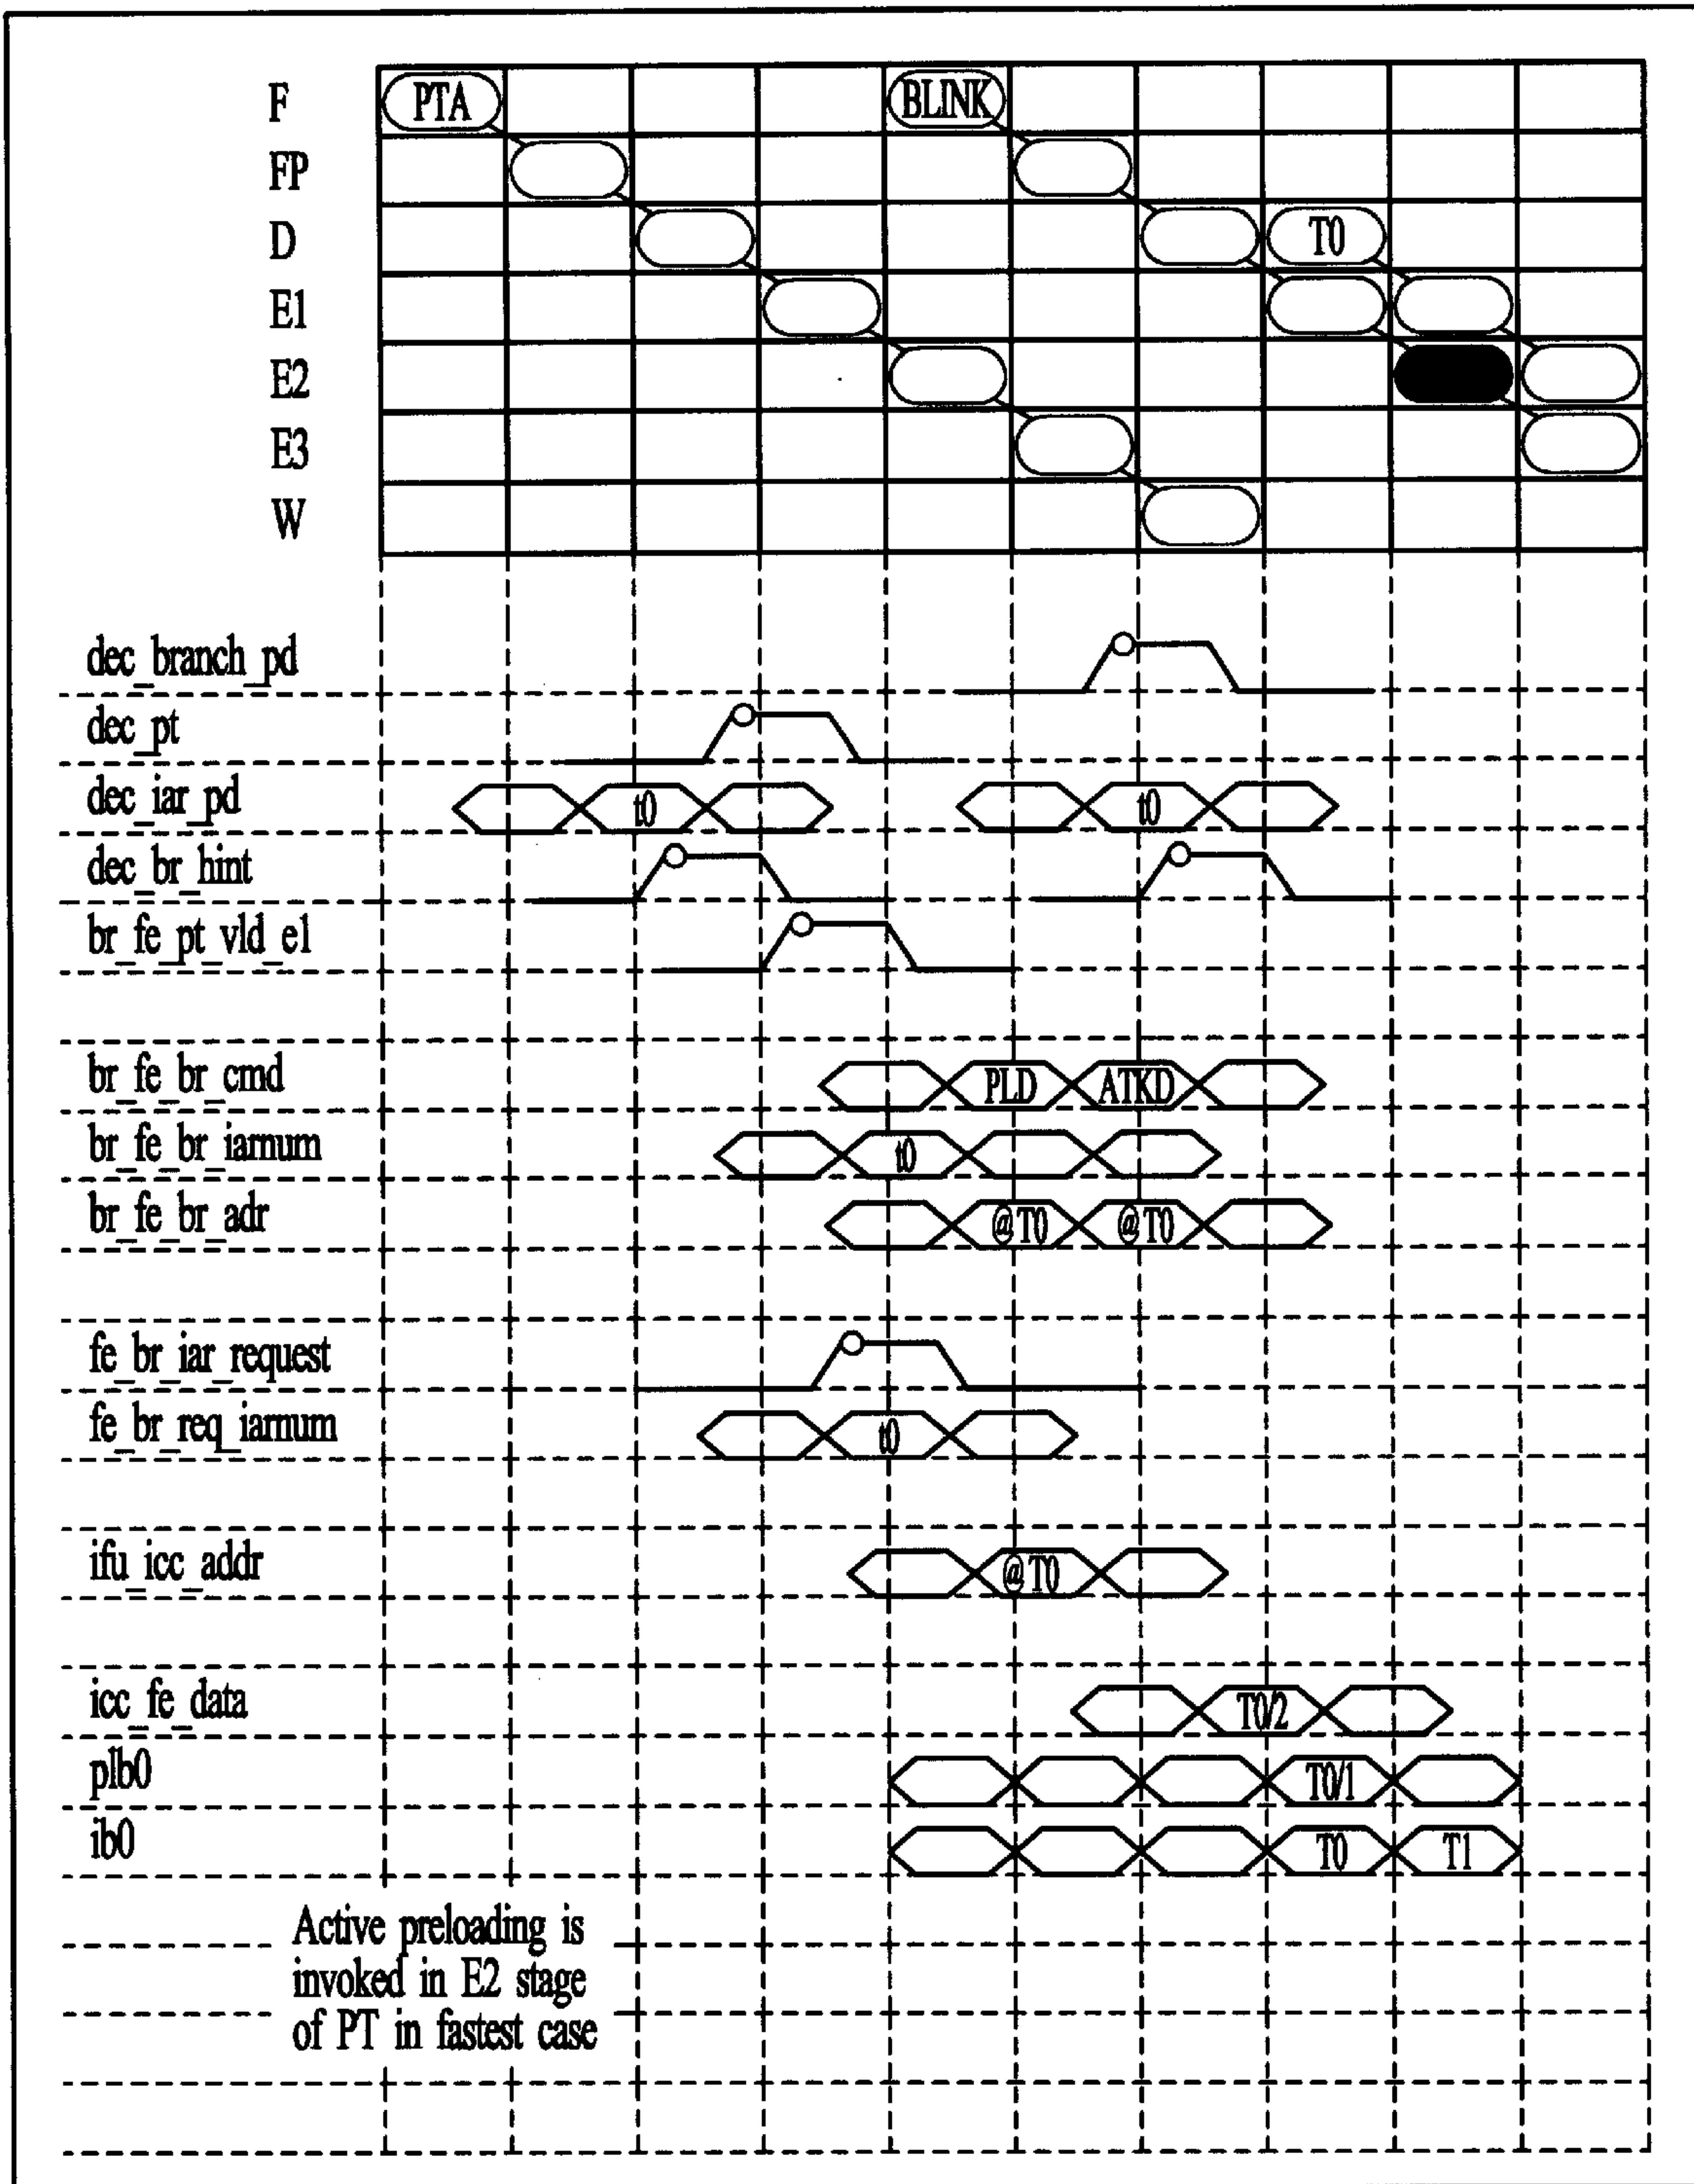 F PTA BLINK
FP
D T0
E1
E2
E3
W
dec_branch_pd
dec_pt
dec_iar_pd t0 t0
dec_br_hint
br_fe_pt_vld_e1
br_fe_br_cmd PLD ATKD
br_fe_br_iarnum t0
br_fe_br_adr @T0 @T0
fe_br_iar_request
fe_br_req_iarnum t0
ifu_icc_addr @T0
icc_fe_data T0/2
plb0 T0/1
ib0 T0 T1
Active preloading is
invoked in E2 stage
of PT in fastest case